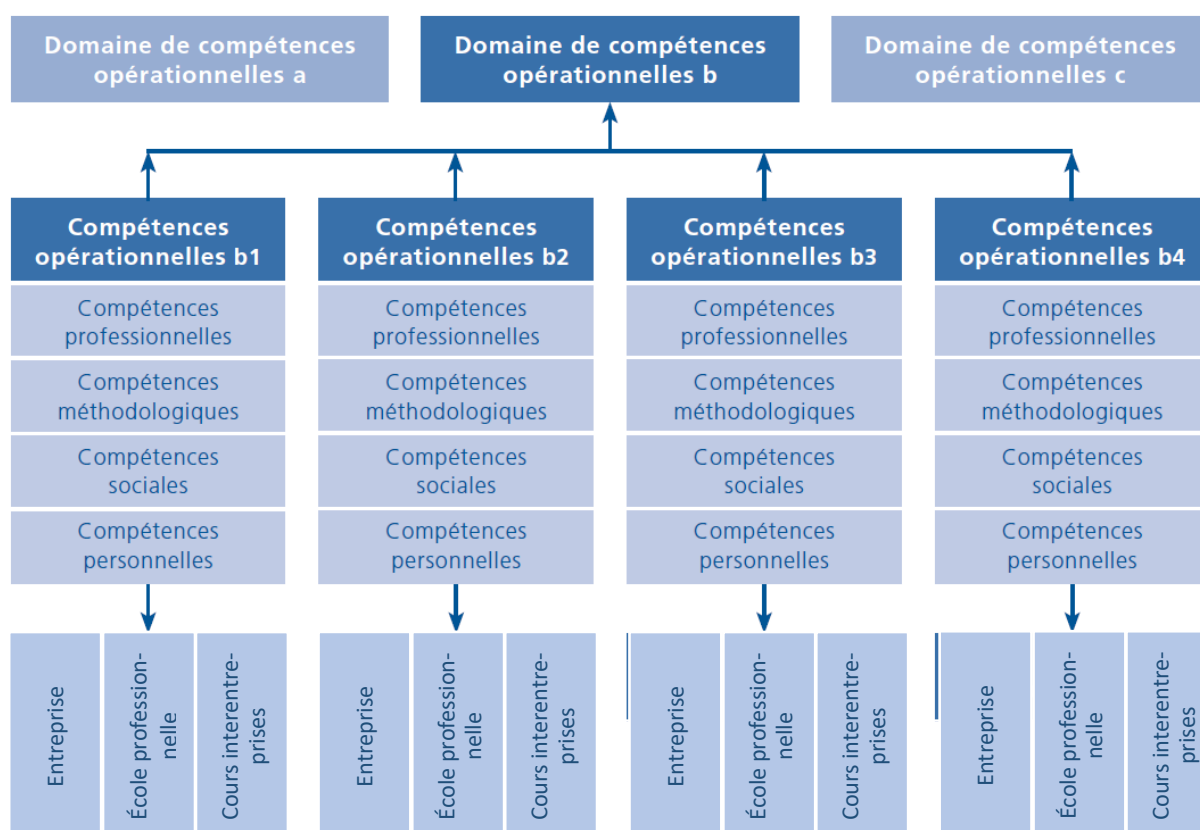 Domaine de compétences
opérationnelles a
Domaine de compétences
opérationnelles b
Domaine de compétences
opérationnelles c
Compétences
opérationnelles b1
Compétences
opérationnelles b2
Compétences
opérationnelles b3
Compétences
opérationnelles b4
Compétences
professionnelles
Compétences
professionnelles
Compétences
professionnelles
Compétences
professionnelles
Compétences
méthodologiques
Compétences
méthodologiques
Compétences
méthodologiques
Compétences
méthodologiques
Compétences
sociales
Compétences
sociales
Compétences
sociales
Compétences
sociales
Compétences
personnelles
Compétences
personnelles
Compétences
personnelles
Compétences
personnelles
Entreprise
École profession-
nelle
Cours interentre-
prises
Entreprise
École profession-
nelle
Cours interentre-
prises
Entreprise
École profession-
nelle
Cours interentre-
prises
Entreprise
École profession-
nelle
Cours interentre-
prises